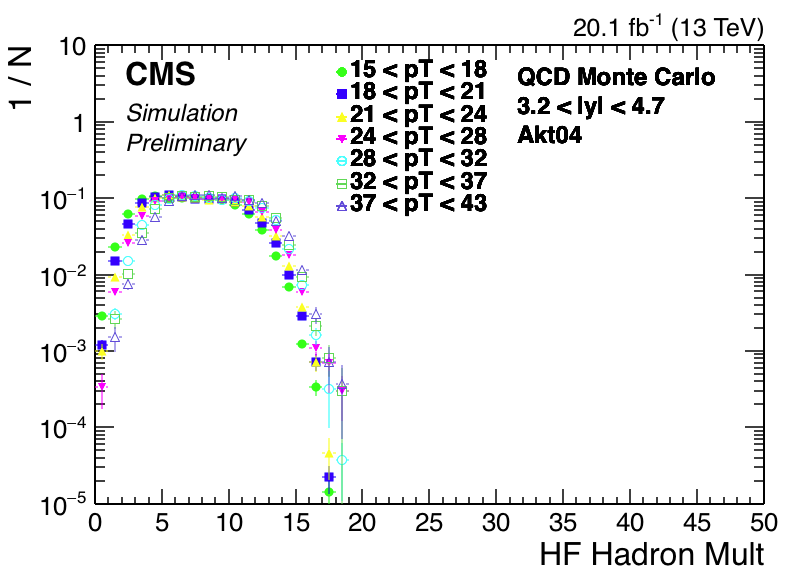 20.1 fb⁻¹ (13 TeV)
CMS
Simulation
Preliminary
15 < pT < 18
18 < pT < 21
21 < pT < 24
24 < pT < 28
28 < pT < 32
32 < pT < 37
37 < pT < 43
QCD Monte Carlo
3.2 < lyl < 4.7
Akt04
1 / N
10
1
10⁻¹
10⁻²
10⁻³
10⁻⁴
10⁻⁵
0 5 10 15 20 25 30 35 40 45 50
HF Hadron Mult